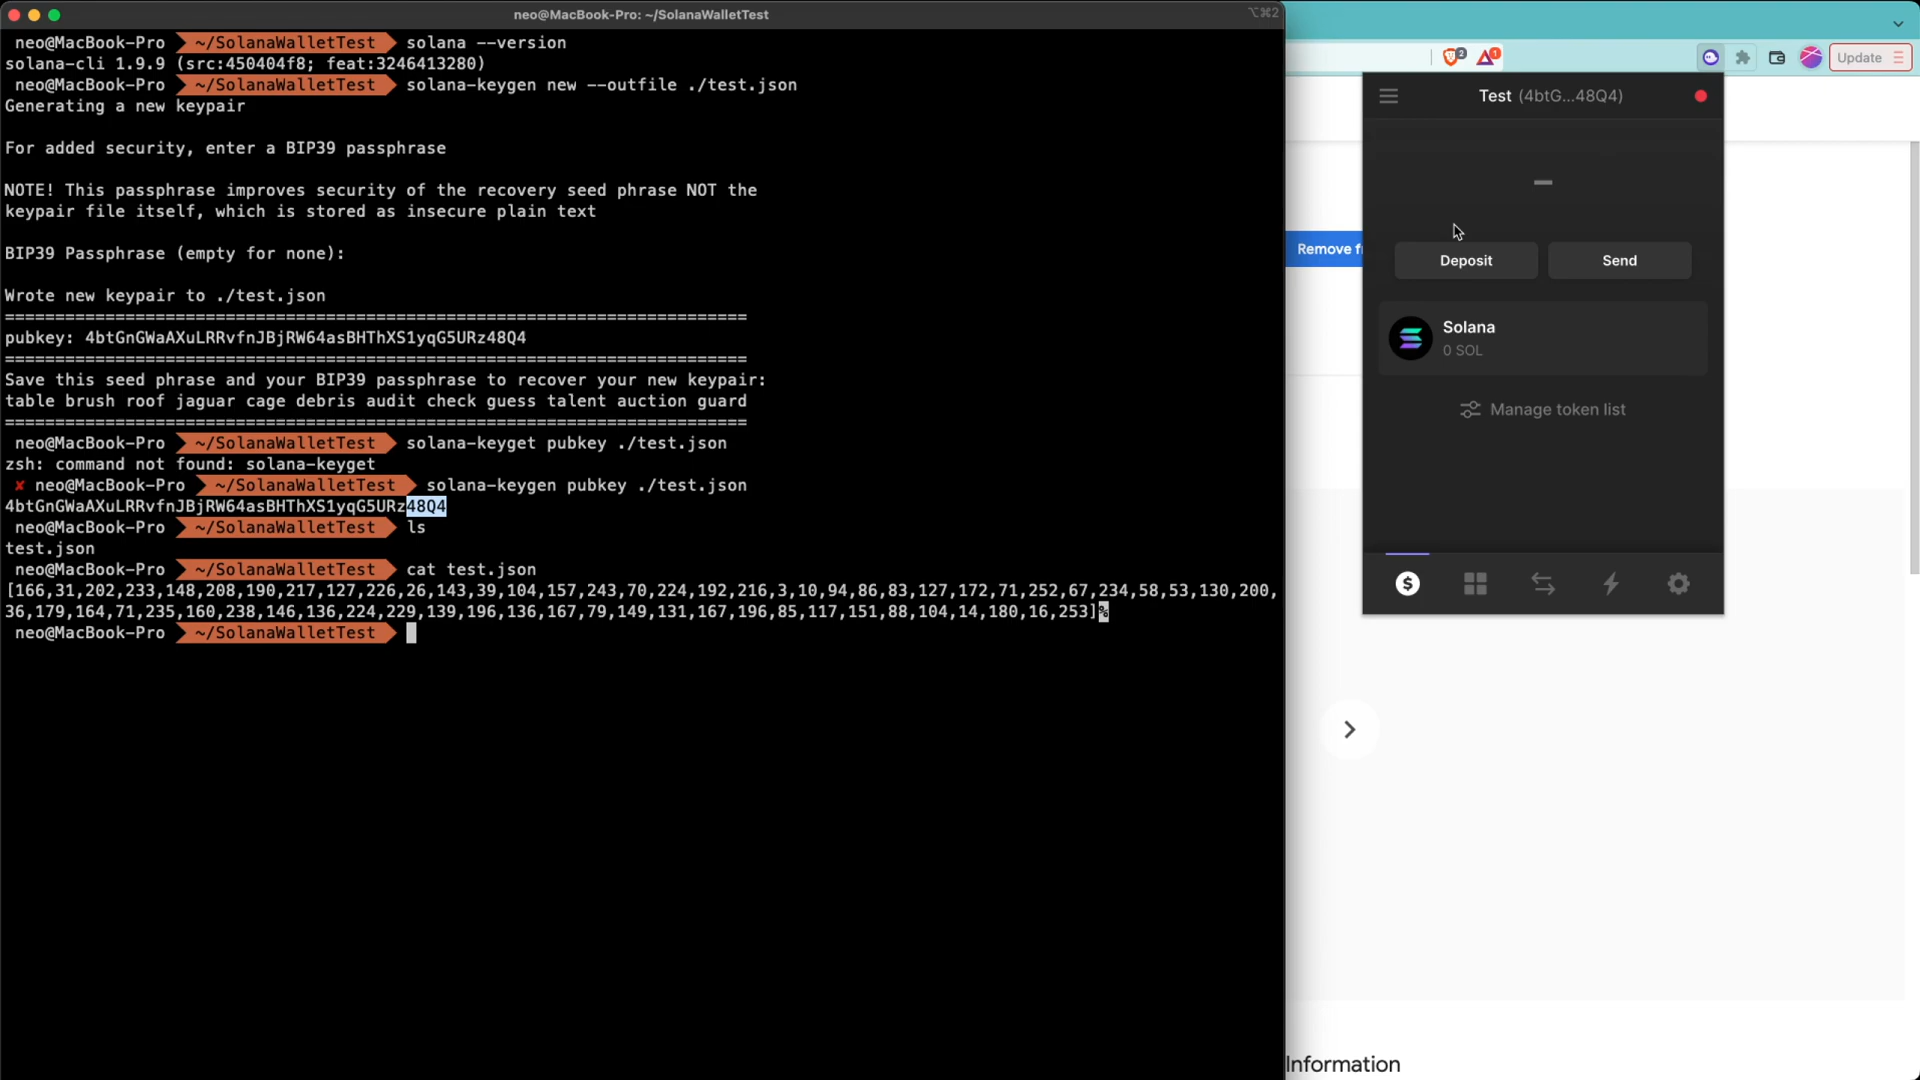 neo@MacBook-Pro: ~/SolanaWalletTest
⌥⌘2
neo@MacBook-Pro ~/SolanaWalletTest solana --version
solana-cli 1.9.9 (src:450404f8; feat:3246413280)
neo@MacBook-Pro ~/SolanaWalletTest solana-keygen new --outfile ./test.json
Generating a new keypair
For added security, enter a BIP39 passphrase
NOTE! This passphrase improves security of the recovery seed phrase NOT the
keypair file itself, which is stored as insecure plain text
BIP39 Passphrase (empty for none):
Wrote new keypair to ./test.json
==========================================================================
pubkey: 4btGnGWaAXuLRRvfnJBjRW64asBHThXS1yqG5URz48Q4
==========================================================================
Save this seed phrase and your BIP39 passphrase to recover your new keypair:
table brush roof jaguar cage debris audit check guess talent auction guard
==========================================================================
neo@MacBook-Pro ~/SolanaWalletTest solana-keyget pubkey ./test.json
zsh: command not found: solana-keyget
✘ neo@MacBook-Pro ~/SolanaWalletTest solana-keygen pubkey ./test.json
4btGnGWaAXuLRRvfnJBjRW64asBHThXS1yqG5URz48Q4
neo@MacBook-Pro ~/SolanaWalletTest ls
test.json
neo@MacBook-Pro ~/SolanaWalletTest cat test.json
[166,31,202,233,148,208,190,217,127,226,26,143,39,104,157,243,70,224,192,216,3,10,94,86,83,127,172,71,252,67,234,58,53,130,200,
36,179,164,71,235,160,238,146,136,224,229,139,196,136,167,79,149,131,167,196,85,117,151,88,104,14,180,16,253]%
neo@MacBook-Pro ~/SolanaWalletTest
2
1
Update
Test (4btG...48Q4)
–
Remove f
Deposit
Send
Solana
0 SOL
Manage token list
Information